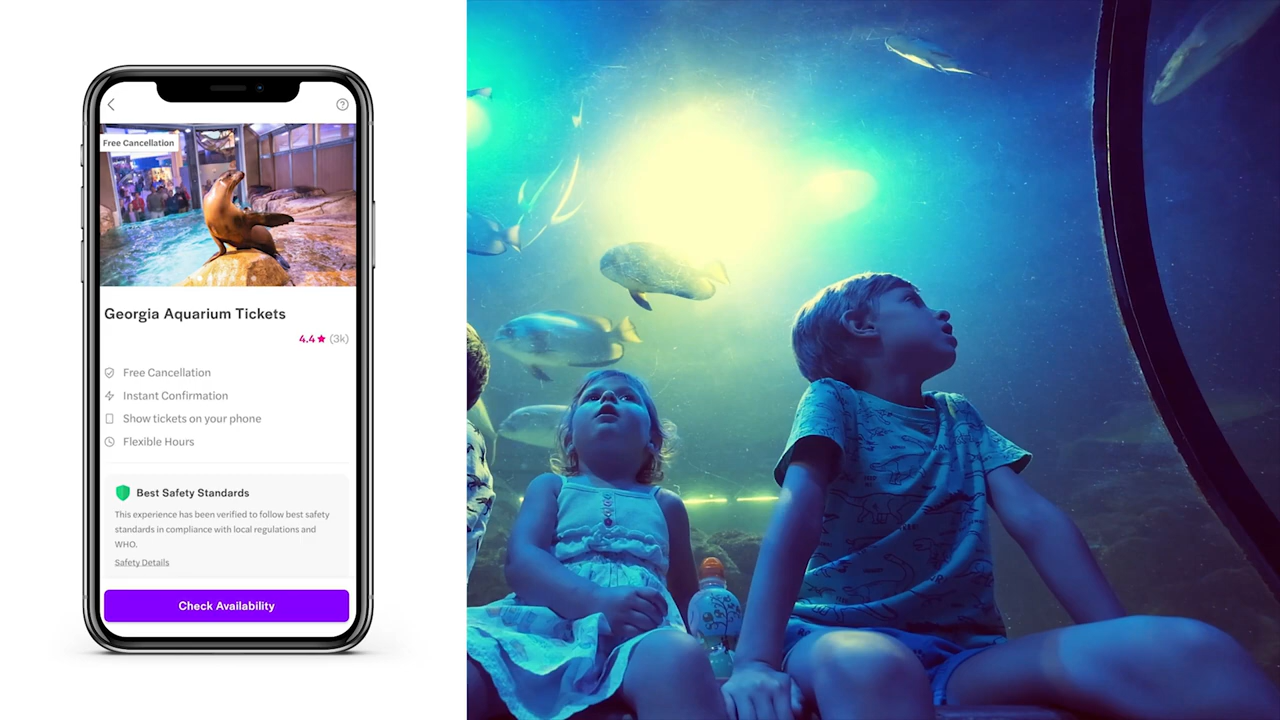 Free Cancellation
Georgia Aquarium Tickets
4.4★ (3k)
Free Cancellation
Instant Confirmation
Show tickets on your phone
Flexible Hours
Best Safety Standards
This experience has been verified to follow best safety
standards in compliance with local regulations and
WHO.
Safety Details
Check Availability